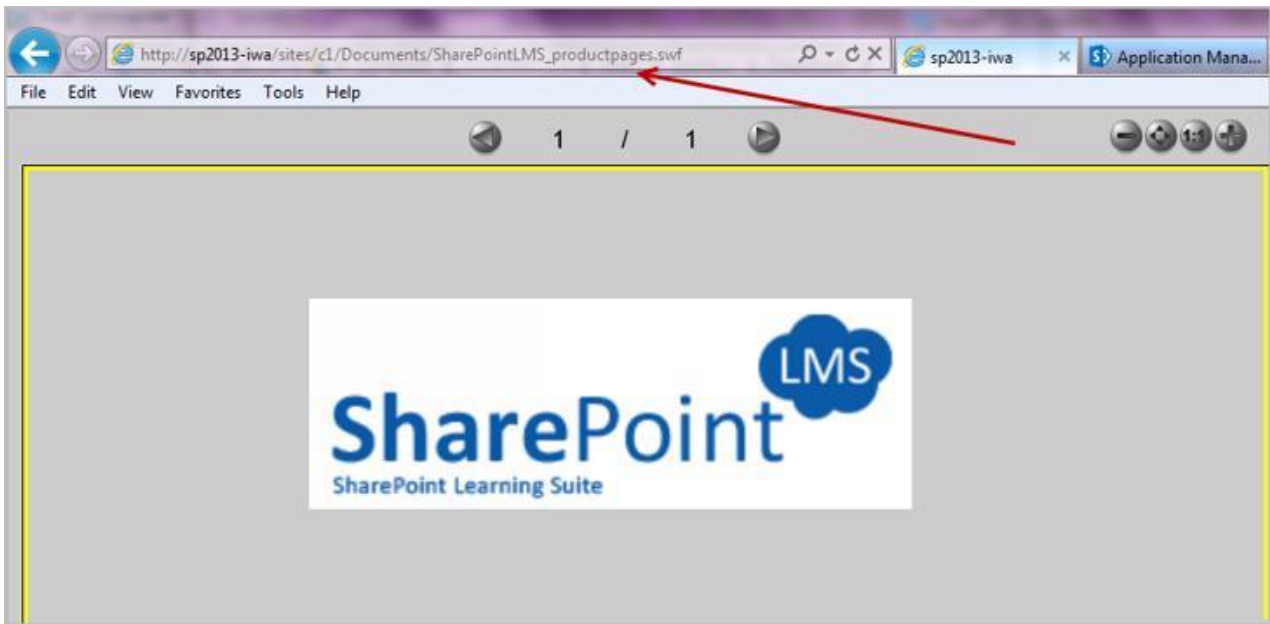 http://sp2013-iwa/sites/c1/Documents/SharePointLMS_productpages.swf sp2013-iwa Application Mana...
File Edit View Favorites Tools Help
1 / 1 1:1
LMS
SharePoint
SharePoint Learning Suite